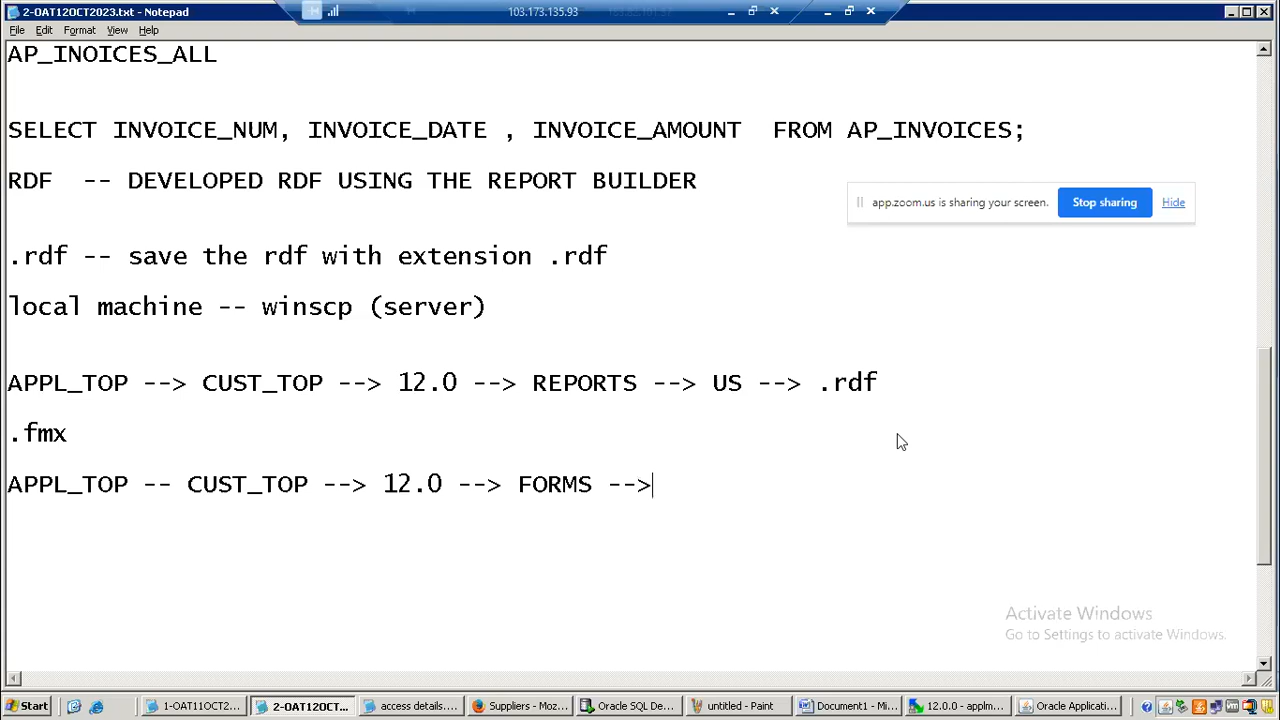 2-OAT12OCT2023.txt - Notepad
103.173.135.93
File Edit Format View Help
AP_INOICES_ALL
SELECT INVOICE_NUM, INVOICE_DATE , INVOICE_AMOUNT  FROM AP_INVOICES;
RDF  -- DEVELOPED RDF USING THE REPORT BUILDER
app.zoom.us is sharing your screen. Stop sharing Hide
.rdf -- save the rdf with extension .rdf
local machine -- winscp (server)
APPL_TOP --> CUST_TOP --> 12.0 --> REPORTS --> US --> .rdf
.fmx
APPL_TOP -- CUST_TOP --> 12.0 --> FORMS -->
Activate Windows
Go to Settings to activate Windows.
Start 1-OAT11OCT2... 2-OAT12OCT... access details.... Suppliers - Mo... Oracle SQL De... untitled - Paint Document1 - Mi... 12.0.0 - applm... Oracle Applicat...